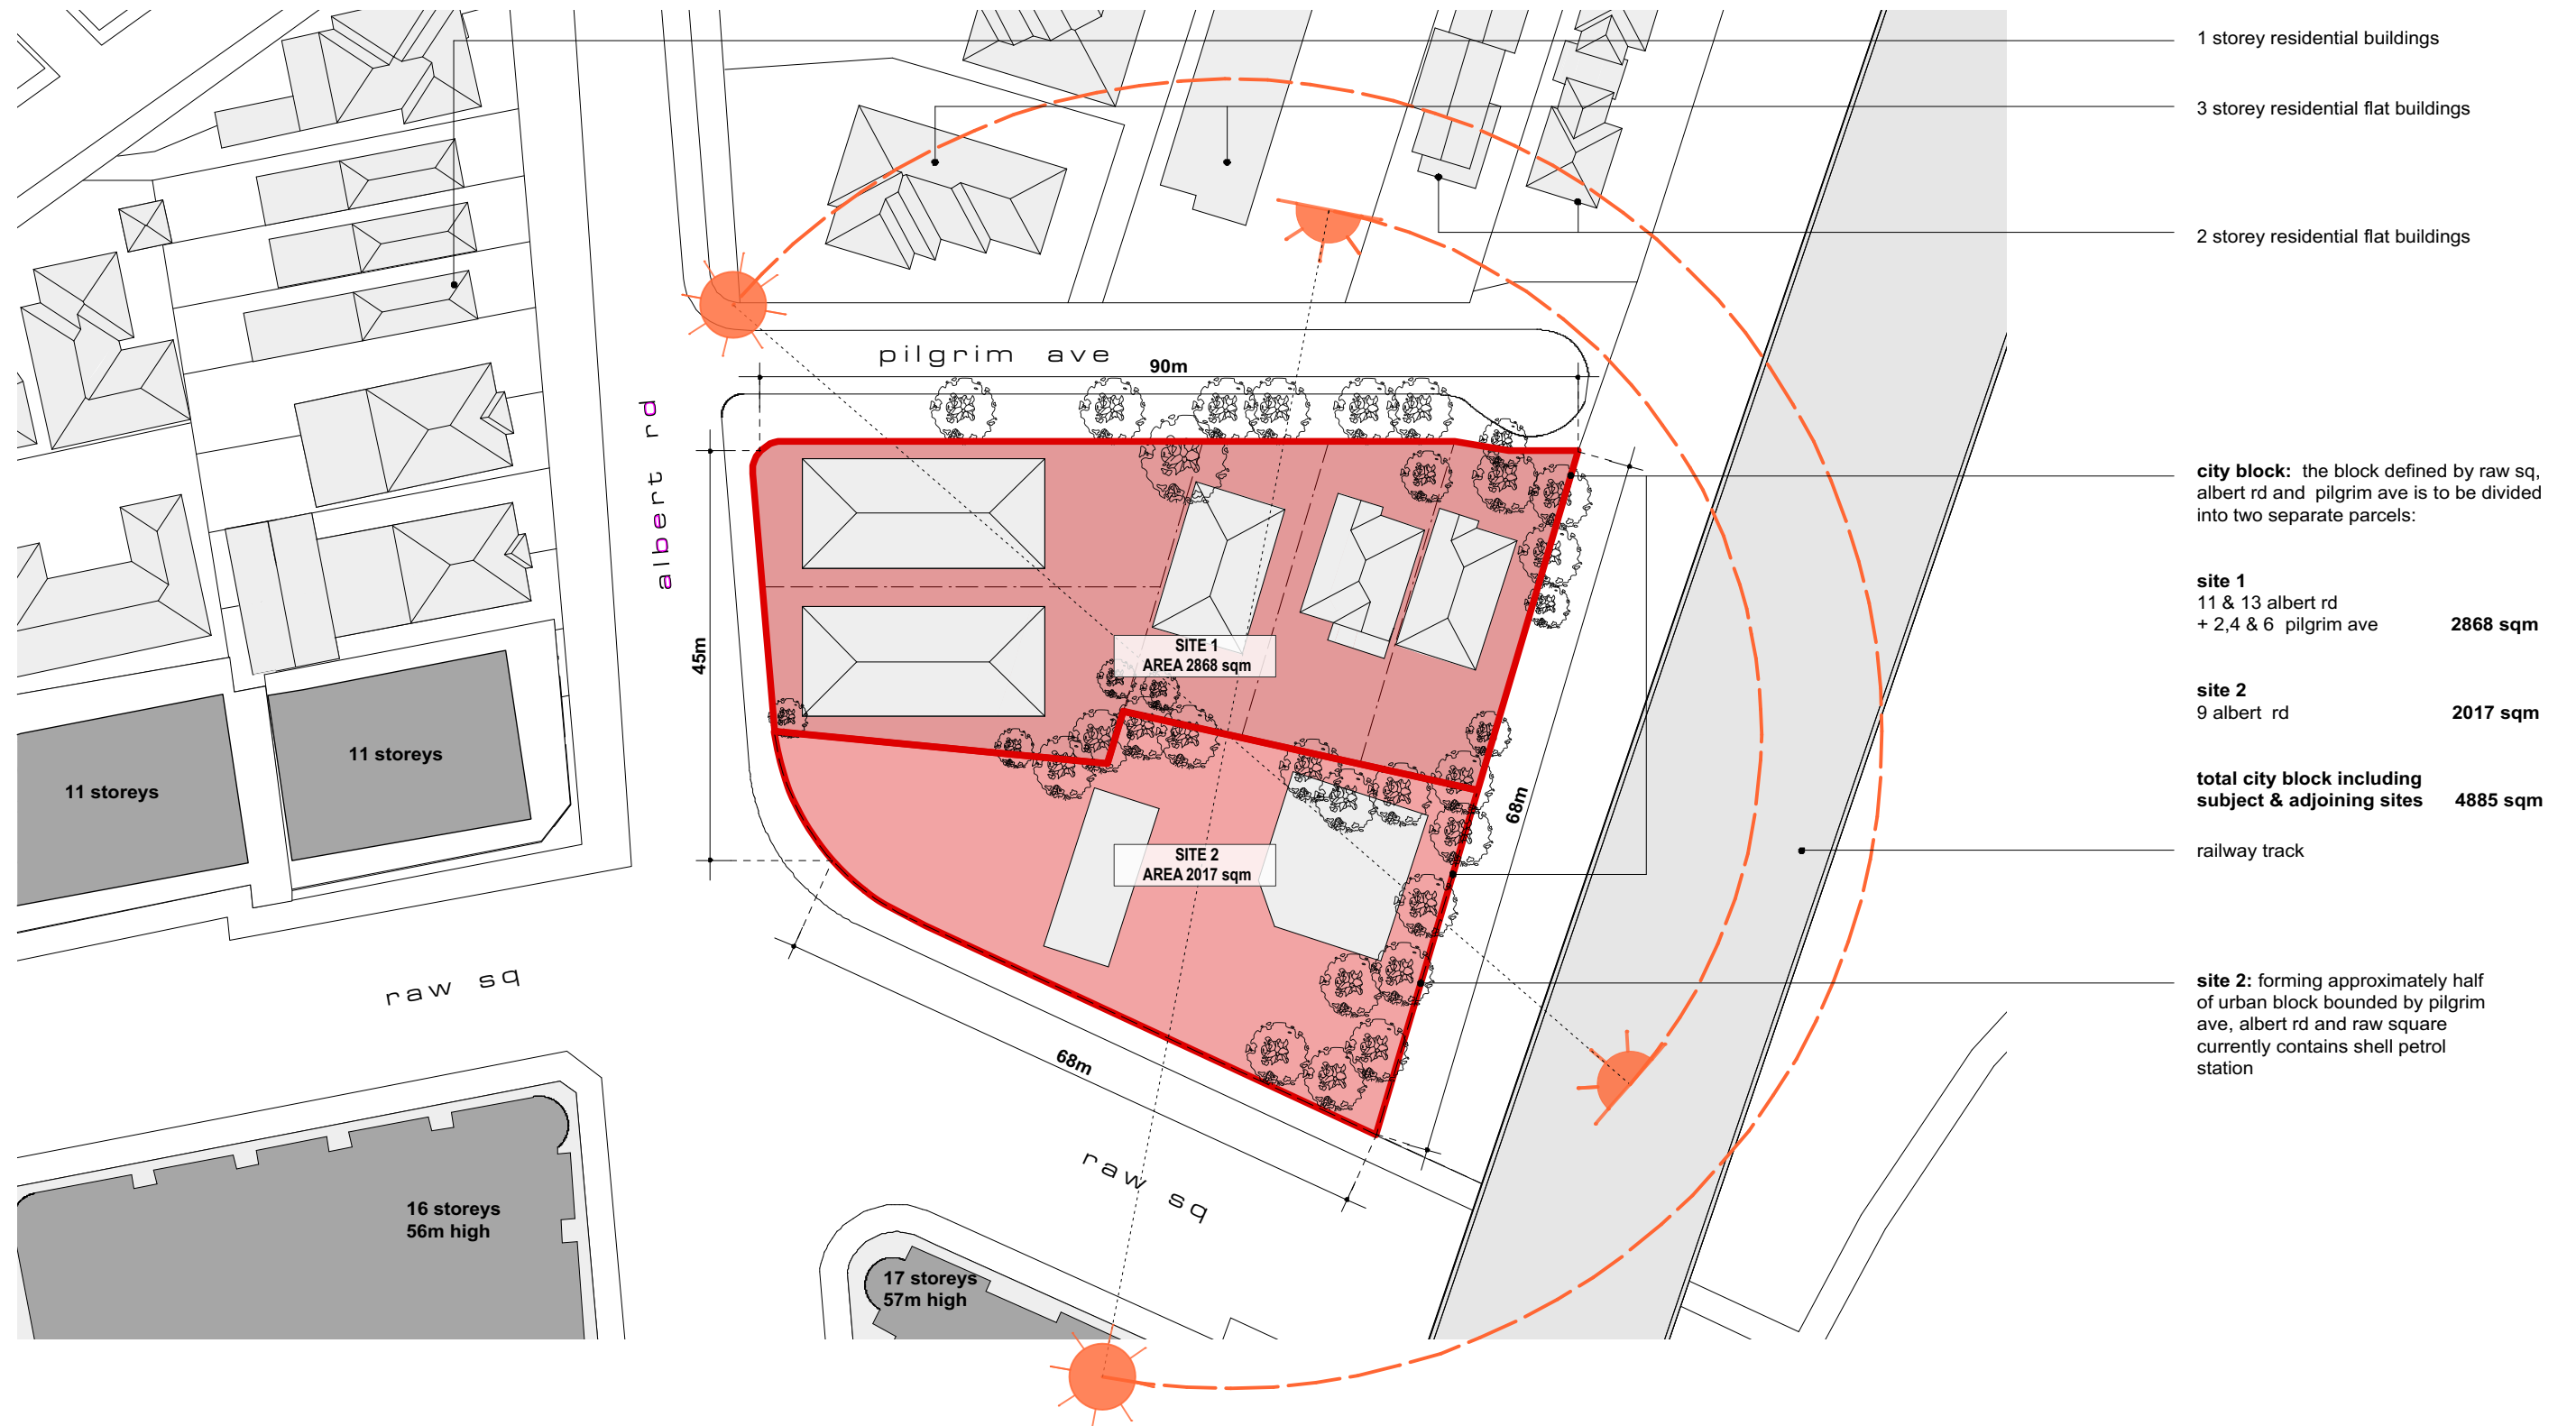 1 storey residential buildings
3 storey residential flat buildings
2 storey residential flat buildings
pilgrim ave
90m
albert rd
city block: the block defined by raw sq,
albert rd and pilgrim ave is to be divided
into two separate parcels:
site 1
11 & 13 albert rd
+ 2,4 & 6 pilgrim ave 2868 sqm
45m
SITE 1
AREA 2868 sqm
site 2
9 albert rd 2017 sqm
11 storeys
11 storeys
68m
total city block including
subject & adjoining sites 4885 sqm
SITE 2
AREA 2017 sqm
railway track
raw sq
site 2: forming approximately half
of urban block bounded by pilgrim
ave, albert rd and raw square
currently contains shell petrol
station
68m
raw sq
16 storeys
56m high
17 storeys
57m high